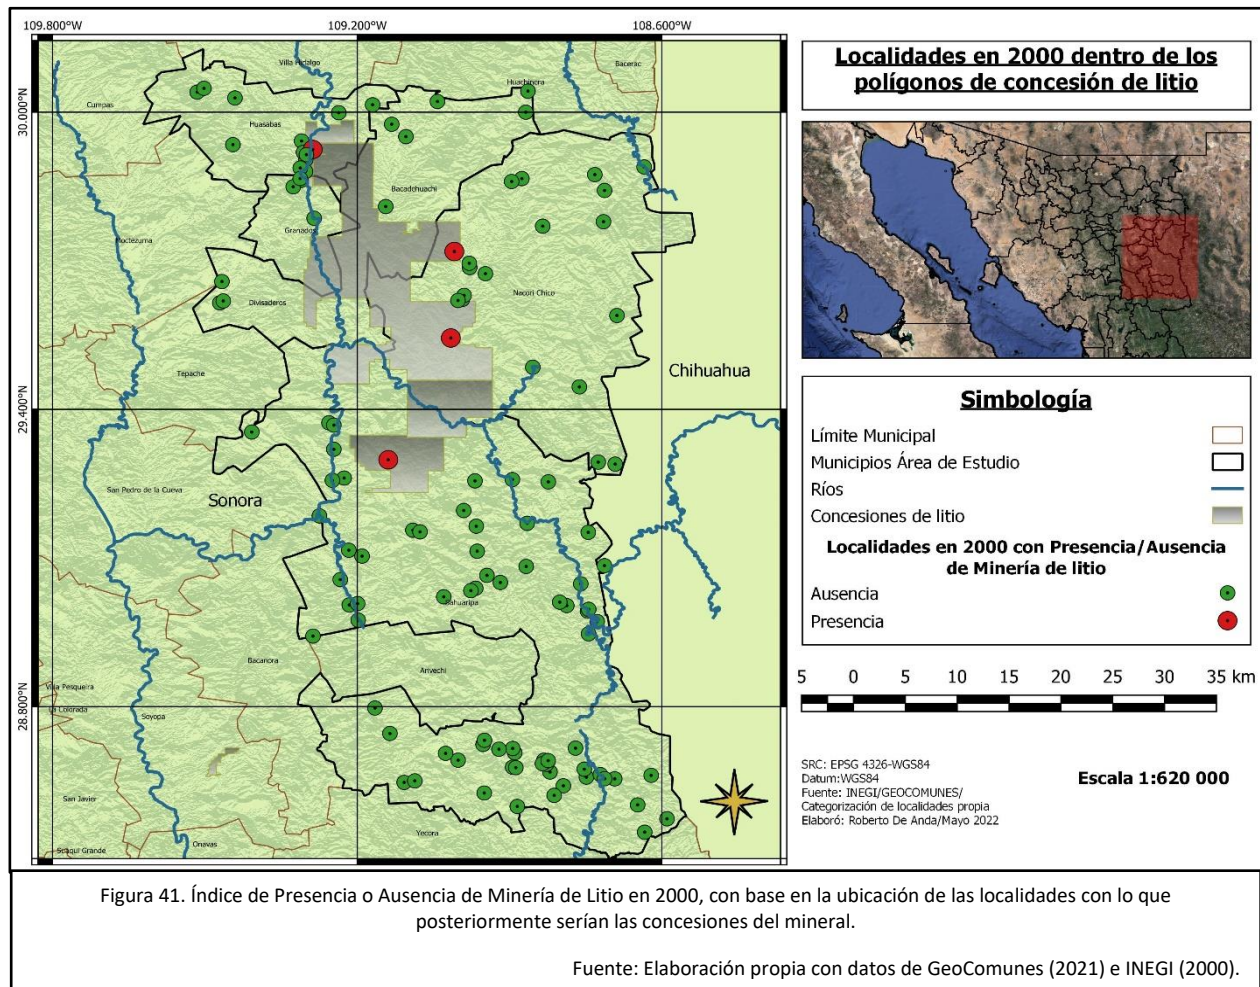 109.800°W
109.200°W
108.600°W
30.000°N
29.400°N
28.800°N
Villa Hidalgo
Bacerac
Huachinera
Cumpas
Huasabas
Bacadehuachi
Moctezuma
Granados
Nacori Chico
Divisaderos
Tepache
Chihuahua
San Pedro de la Cueva
Sonora
Sahuaripa
Bacanora
Arivechi
Villa Pesqueira
La Colorada
Soyopa
San Javier
Yecora
Suaqui Grande
Onavas
Localidades en 2000 dentro de los
polígonos de concesión de litio
Simbología
Límite Municipal
Municipios Área de Estudio
Ríos
Concesiones de litio
Localidades en 2000 con Presencia/Ausencia
de Minería de litio
Ausencia
Presencia
5 0 5 10 15 20 25 30 35 km
SRC: EPSG 4326-WGS84
Datum:WGS84
Fuente: INEGI/GEOCOMUNES/
Categorización de localidades propia
Elaboró: Roberto De Anda/Mayo 2022
Escala 1:620 000
Figura 41. Índice de Presencia o Ausencia de Minería de Litio en 2000, con base en la ubicación de las localidades con lo que
posteriormente serían las concesiones del mineral.
Fuente: Elaboración propia con datos de GeoComunes (2021) e INEGI (2000).